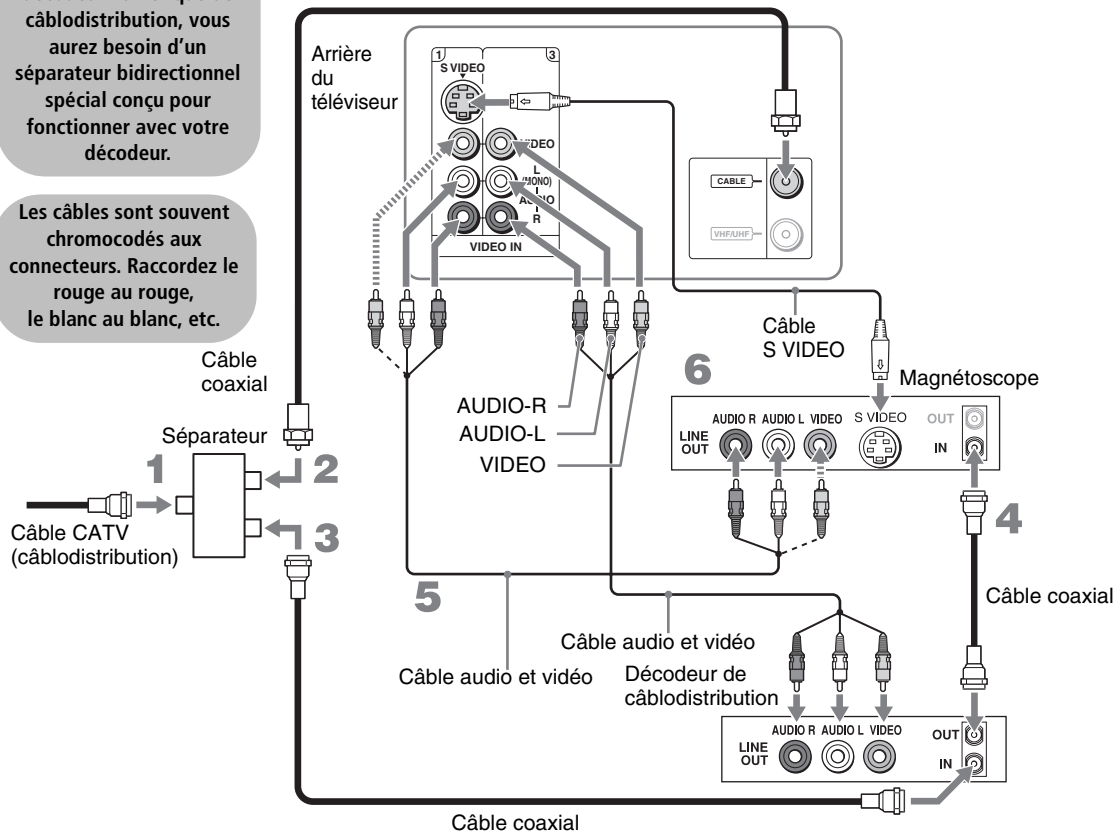 câblodistribution, vous
aurez besoin d'un
séparateur bidirectionnel
spécial conçu pour
fonctionner avec votre
décodeur.
Les câbles sont souvent
chromocodés aux
connecteurs. Raccordez le
rouge au rouge,
le blanc au blanc, etc.
Arrière
du
téléviseur
1
3
S VIDEO
VIDEO
L
(MONO)
AUDIO
R
VIDEO IN
CABLE
VHF/UHF
Câble
S VIDEO
Câble
coaxial
AUDIO-R
AUDIO-L
VIDEO
6
Magnétoscope
AUDIO R AUDIO L VIDEO S VIDEO OUT
LINE
OUT
IN
Séparateur
1
2
3
4
Câble CATV
(câblodistribution)
5
Câble coaxial
Câble audio et vidéo
Câble audio et vidéo
Décodeur de
câblodistribution
AUDIO R AUDIO L VIDEO OUT
LINE
OUT
IN
Câble coaxial